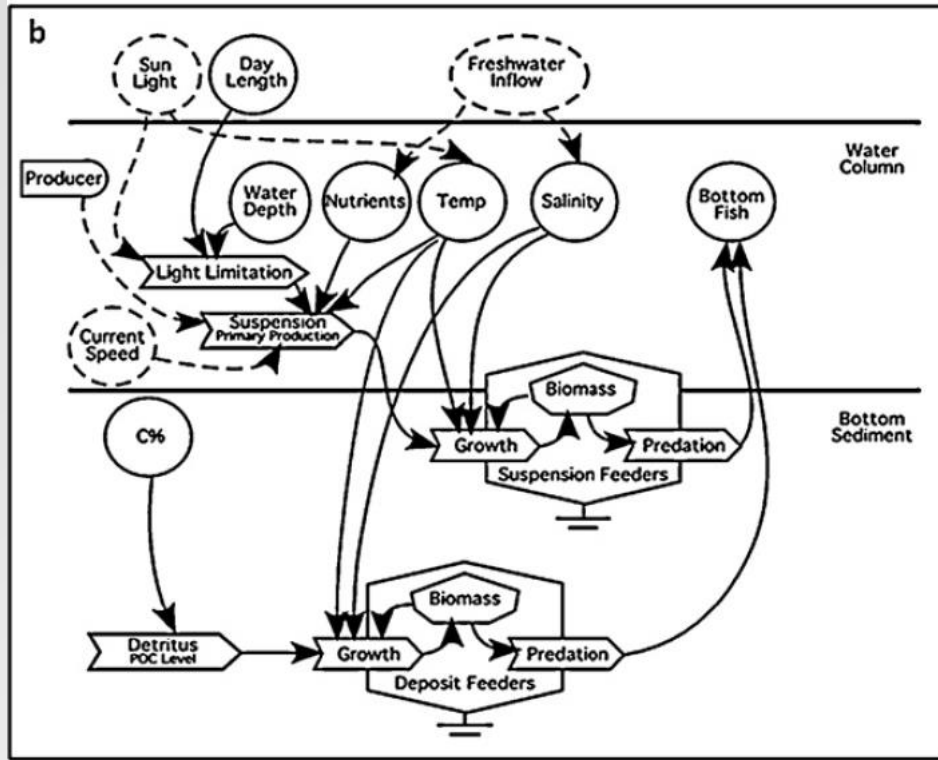 b
Sun
Light
Day
Length
Freshwater
Inflow
Water
Column
Producer
Water
Depth
Nutrients
Temp
Salinity
Bottom
Fish
Light Limitation
Suspension
Primary Production
Current
Speed
Biomass
Bottom
Sediment
C%
Growth
Predation
Suspension Feeders
Biomass
Detritus
POC Level
Growth
Predation
Deposit Feeders